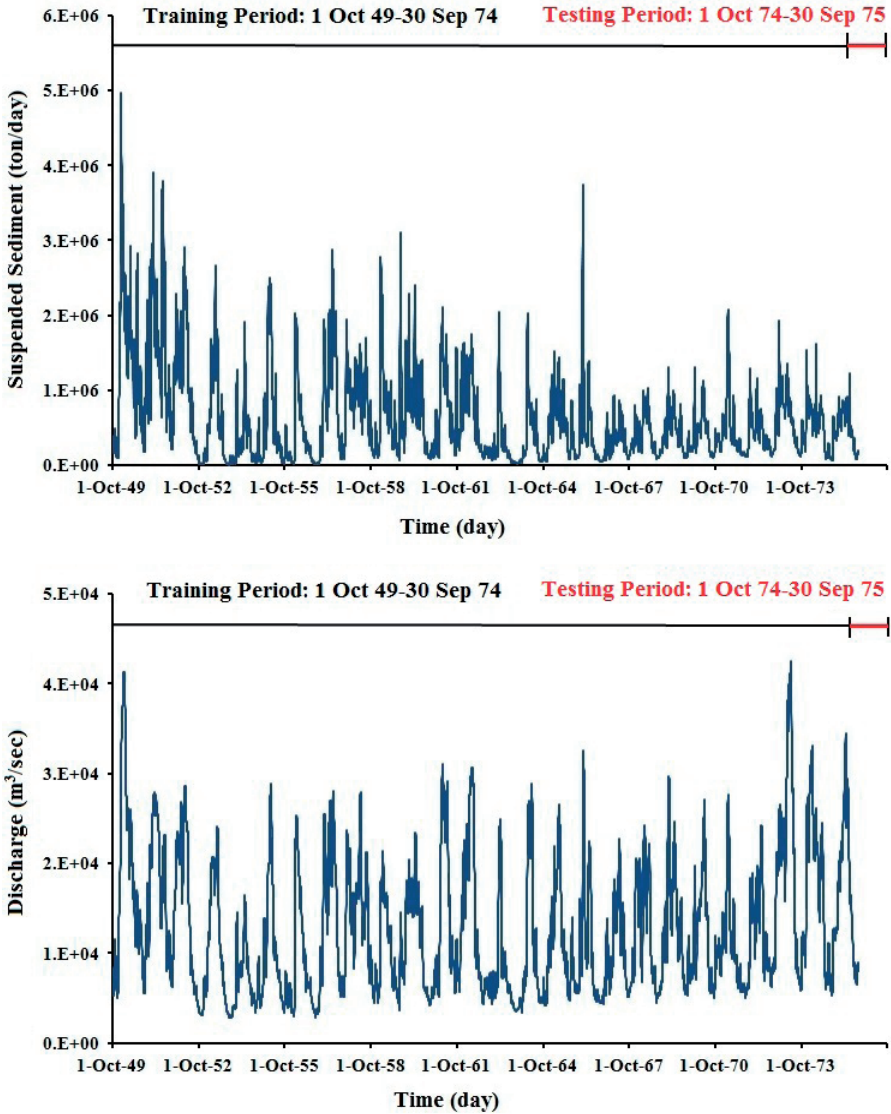 Training Period: 1 Oct 49-30 Sep 74 Testing Period: 1 Oct 74-30 Sep 75
6.E+06
5.E+06
4.E+06
3.E+06
2.E+06
1.E+06
0.E+00
Suspended Sediment (ton/day)
1-Oct-49 1-Oct-52 1-Oct-55 1-Oct-58 1-Oct-61 1-Oct-64 1-Oct-67 1-Oct-70 1-Oct-73
Time (day)
Training Period: 1 Oct 49-30 Sep 74 Testing Period: 1 Oct 74-30 Sep 75
5.E+04
4.E+04
3.E+04
2.E+04
1.E+04
0.E+00
Discharge (m³/sec)
1-Oct-49 1-Oct-52 1-Oct-55 1-Oct-58 1-Oct-61 1-Oct-64 1-Oct-67 1-Oct-70 1-Oct-73
Time (day)